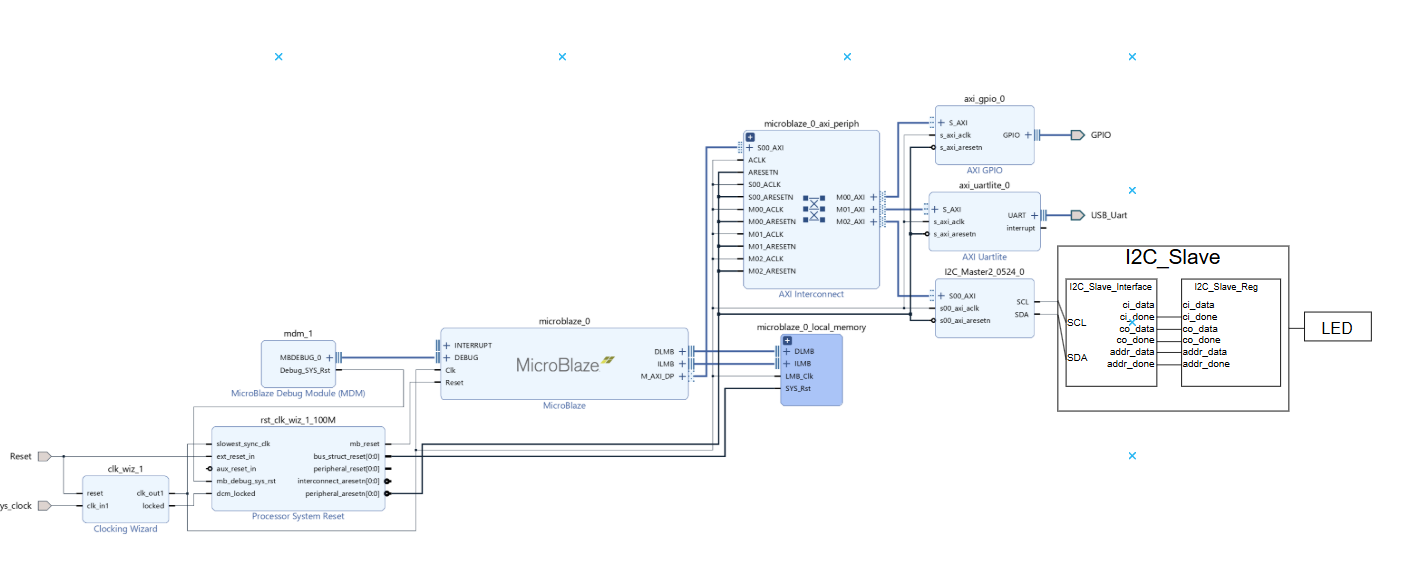 axi_gpio_0
S_AXI
s_axi_aclk
s_axi_aresetn
GPIO
AXI GPIO
GPIO
microblaze_0_axi_periph
S00_AXI
ACLK
ARESETN
S00_ACLK
S00_ARESETN
M00_ACLK
M00_ARESETN
M01_ACLK
M01_ARESETN
M02_ACLK
M02_ARESETN
M00_AXI
M01_AXI
M02_AXI
AXI Interconnect
axi_uartlite_0
S_AXI
s_axi_aclk
s_axi_aresetn
UART
interrupt
AXI Uartlite
USB_Uart
I2C_Master2_0524_0
S00_AXI
s00_axi_aclk
s00_axi_aresetn
SCL
SDA
I2C_Slave
I2C_Slave_Interface
SCL
SDA
ci_data
ci_done
co_data
co_done
addr_data
addr_done
I2C_Slave_Reg
ci_data
ci_done
co_data
co_done
addr_data
addr_done
LED
mdm_1
MBDEBUG_0
Debug_SYS_Rst
MicroBlaze Debug Module (MDM)
microblaze_0
INTERRUPT
DEBUG
Clk
Reset
MicroBlaze
DLMB
ILMB
M_AXI_DP
MicroBlaze
microblaze_0_local_memory
DLMB
ILMB
LMB_Clk
SYS_Rst
rst_clk_wiz_1_100M
slowest_sync_clk
ext_reset_in
aux_reset_in
mb_debug_sys_rst
dcm_locked
mb_reset
bus_struct_reset[0:0]
peripheral_reset[0:0]
interconnect_aresetn[0:0]
peripheral_aresetn[0:0]
Processor System Reset
Reset
ys_clock
clk_wiz_1
reset
clk_in1
clk_out1
locked
Clocking Wizard